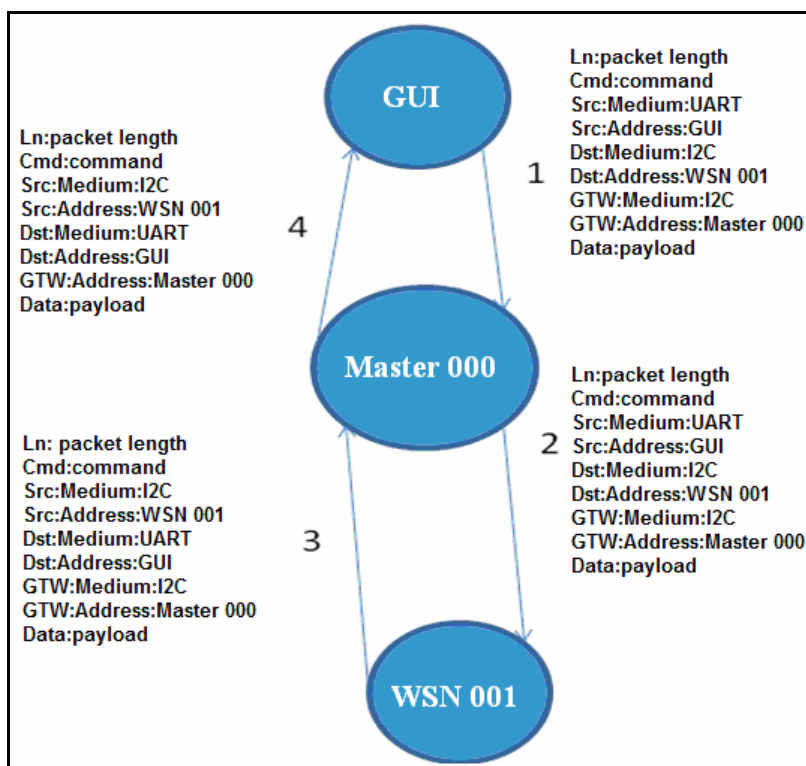 GUI
Ln:packet length
Cmd:command
Src:Medium:UART
Src:Address:GUI
Dst:Medium:I2C
Dst:Address:WSN 001
GTW:Medium:I2C
GTW:Address:Master 000
Data:payload
1
Ln:packet length
Cmd:command
Src:Medium:I2C
Src:Address:WSN 001
Dst:Medium:UART
Dst:Address:GUI
GTW:Address:Master 000
Data:payload
4
Master 000
Ln:packet length
Cmd:command
Src:Medium:UART
Src:Address:GUI
Dst:Medium:I2C
Dst:Address:WSN 001
GTW:Medium:I2C
GTW:Address:Master 000
Data:payload
2
Ln: packet length
Cmd:command
Src:Medium:I2C
Src:Address:WSN 001
Dst:Medium:UART
Dst:Address:GUI
GTW:Medium:I2C
GTW:Address:Master 000
Data:payload
3
WSN 001